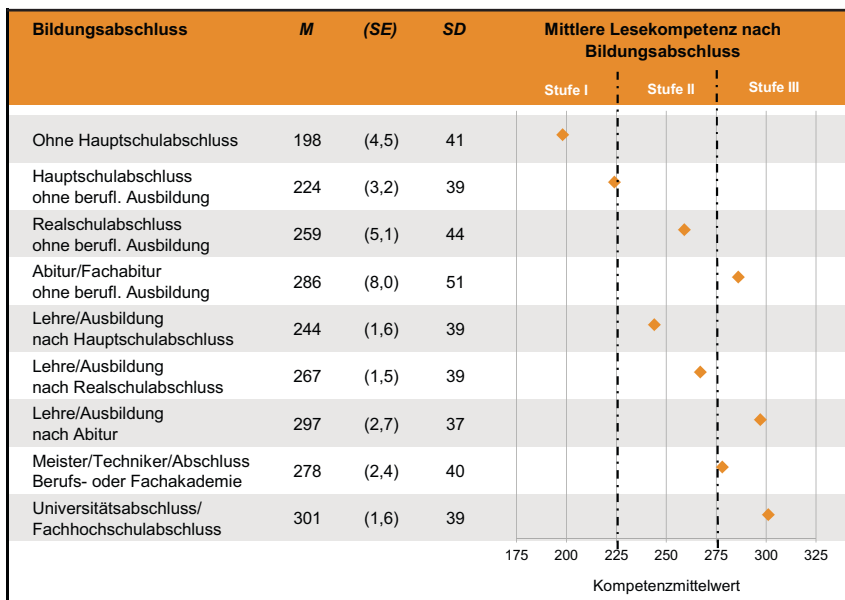 Bildungsabschluss M (SE) SD Mittlere Lesekompetenz nach
Bildungsabschluss
Stufe I Stufe II Stufe III
Ohne Hauptschulabschluss 198 (4,5) 41
Hauptschulabschluss
ohne berufl. Ausbildung 224 (3,2) 39
Realschulabschluss
ohne berufl. Ausbildung 259 (5,1) 44
Abitur/Fachabitur
ohne berufl. Ausbildung 286 (8,0) 51
Lehre/Ausbildung
nach Hauptschulabschluss 244 (1,6) 39
Lehre/Ausbildung
nach Realschulabschluss 267 (1,5) 39
Lehre/Ausbildung
nach Abitur 297 (2,7) 37
Meister/Techniker/Abschluss
Berufs- oder Fachakademie 278 (2,4) 40
Universitätsabschluss/
Fachhochschulabschluss 301 (1,6) 39
175 200 225 250 275 300 325
Kompetenzmittelwert